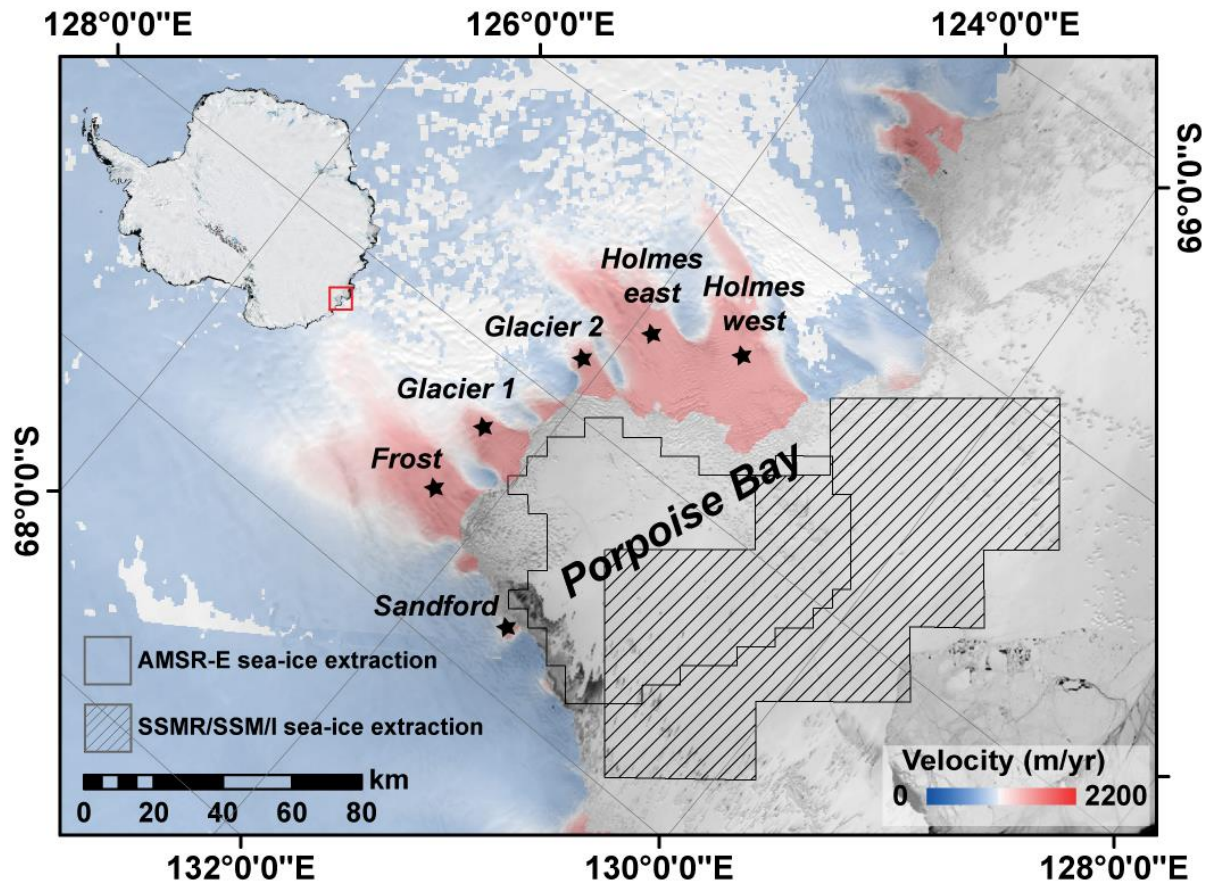 128°0'0"E
126°0'0"E
124°0'0"E
66°0'0"S
68°0'0"S
Holmes
east
Holmes
west
Glacier 2
Glacier 1
Frost
Porpoise Bay
Sandford
AMSR-E sea-ice extraction
SSMR/SSM/I sea-ice extraction
km
0 20 40 60 80
Velocity (m/yr)
0 2200
132°0'0"E
130°0'0"E
128°0'0"E